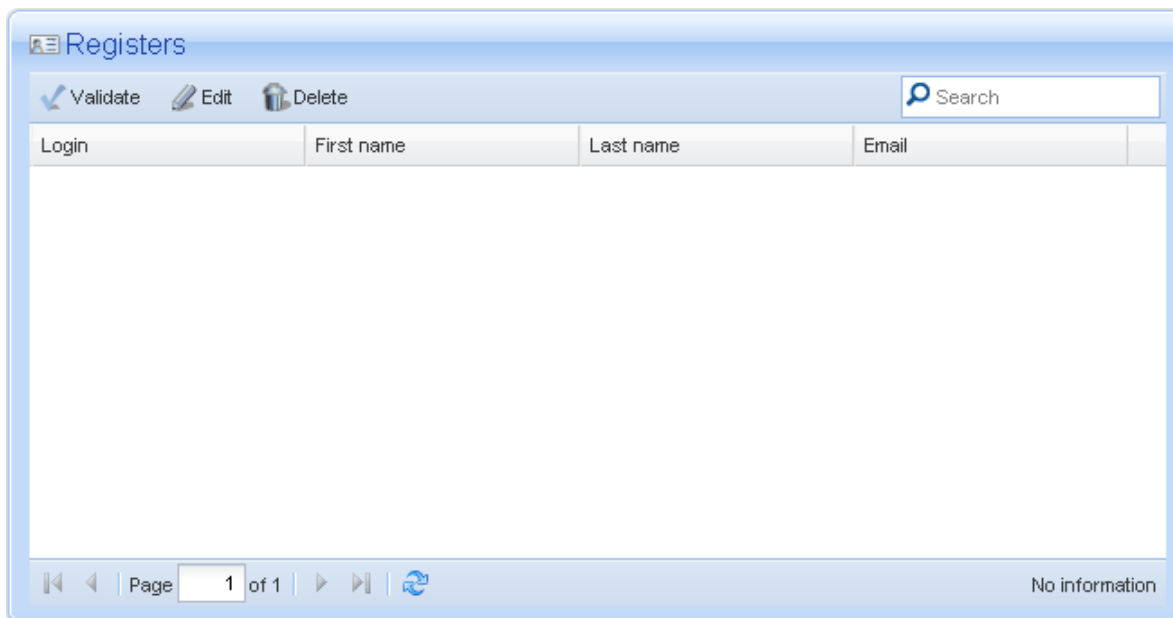 Registers
Validate Edit Delete Search
Login First name Last name Email
Page 1 of 1 No information